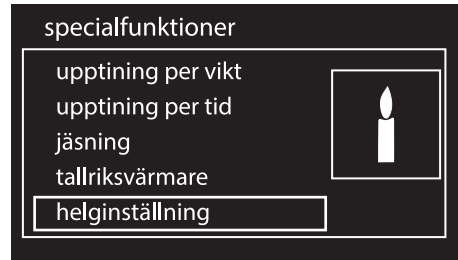 specialfunktioner
upptining per vikt
upptining per tid
jäsning
tallriksvärmare
helginställning